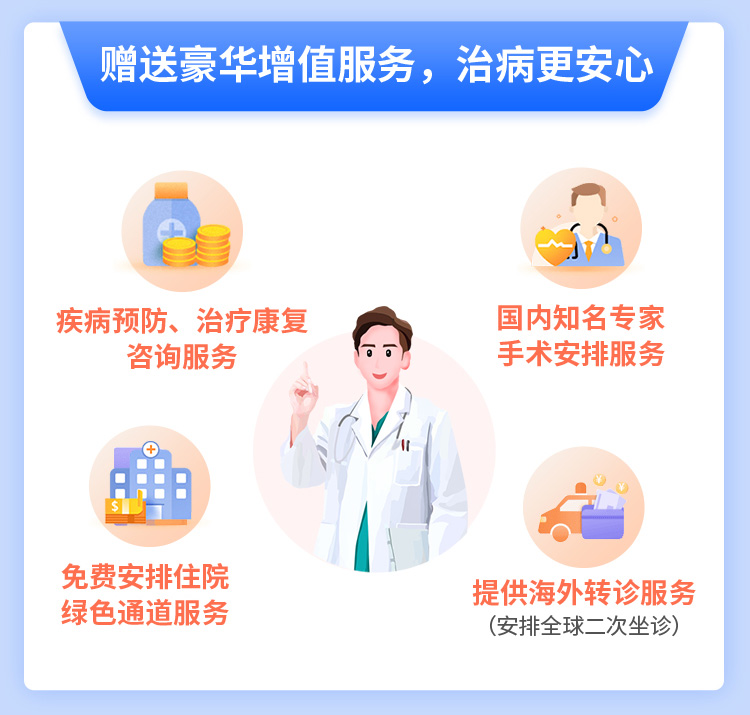 赠送豪华增值服务，治病更安心
疾病预防、治疗康复
咨询服务
国内知名专家
手术安排服务
免费安排住院
绿色通道服务
提供海外转诊服务
（安排全球二次坐诊）